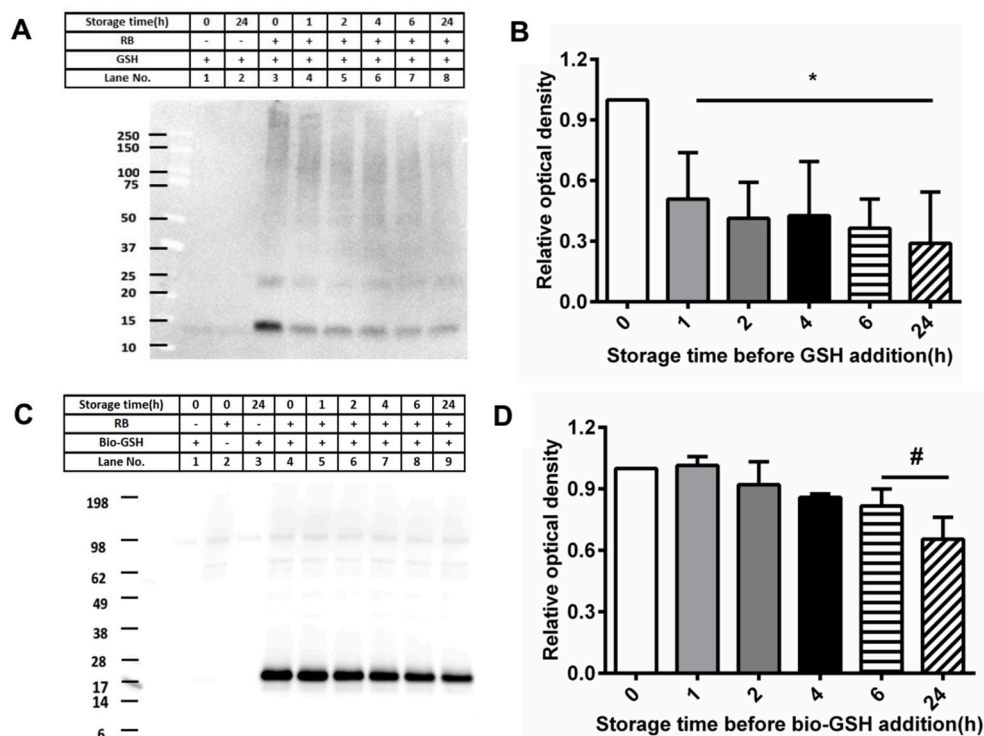 A
Storage time(h) 0 24 0 1 2 4 6 24
RB - - + + + + + +
GSH + + + + + + + +
Lane No. 1 2 3 4 5 6 7 8
250
150
100
75
50
37
25
20
15
10
B
Relative optical density
1.2
0.9
0.6
0.3
0.0
*
0 1 2 4 6 24
Storage time before GSH addition(h)
C
Storage time(h) 0 0 24 0 1 2 4 6 24
RB - + - + + + + + +
Bio-GSH + - + + + + + + +
Lane No. 1 2 3 4 5 6 7 8 9
198
98
62
49
38
28
17
14
6
D
Relative optical density
1.2
0.9
0.6
0.3
0.0
#
0 1 2 4 6 24
Storage time before bio-GSH addition(h)